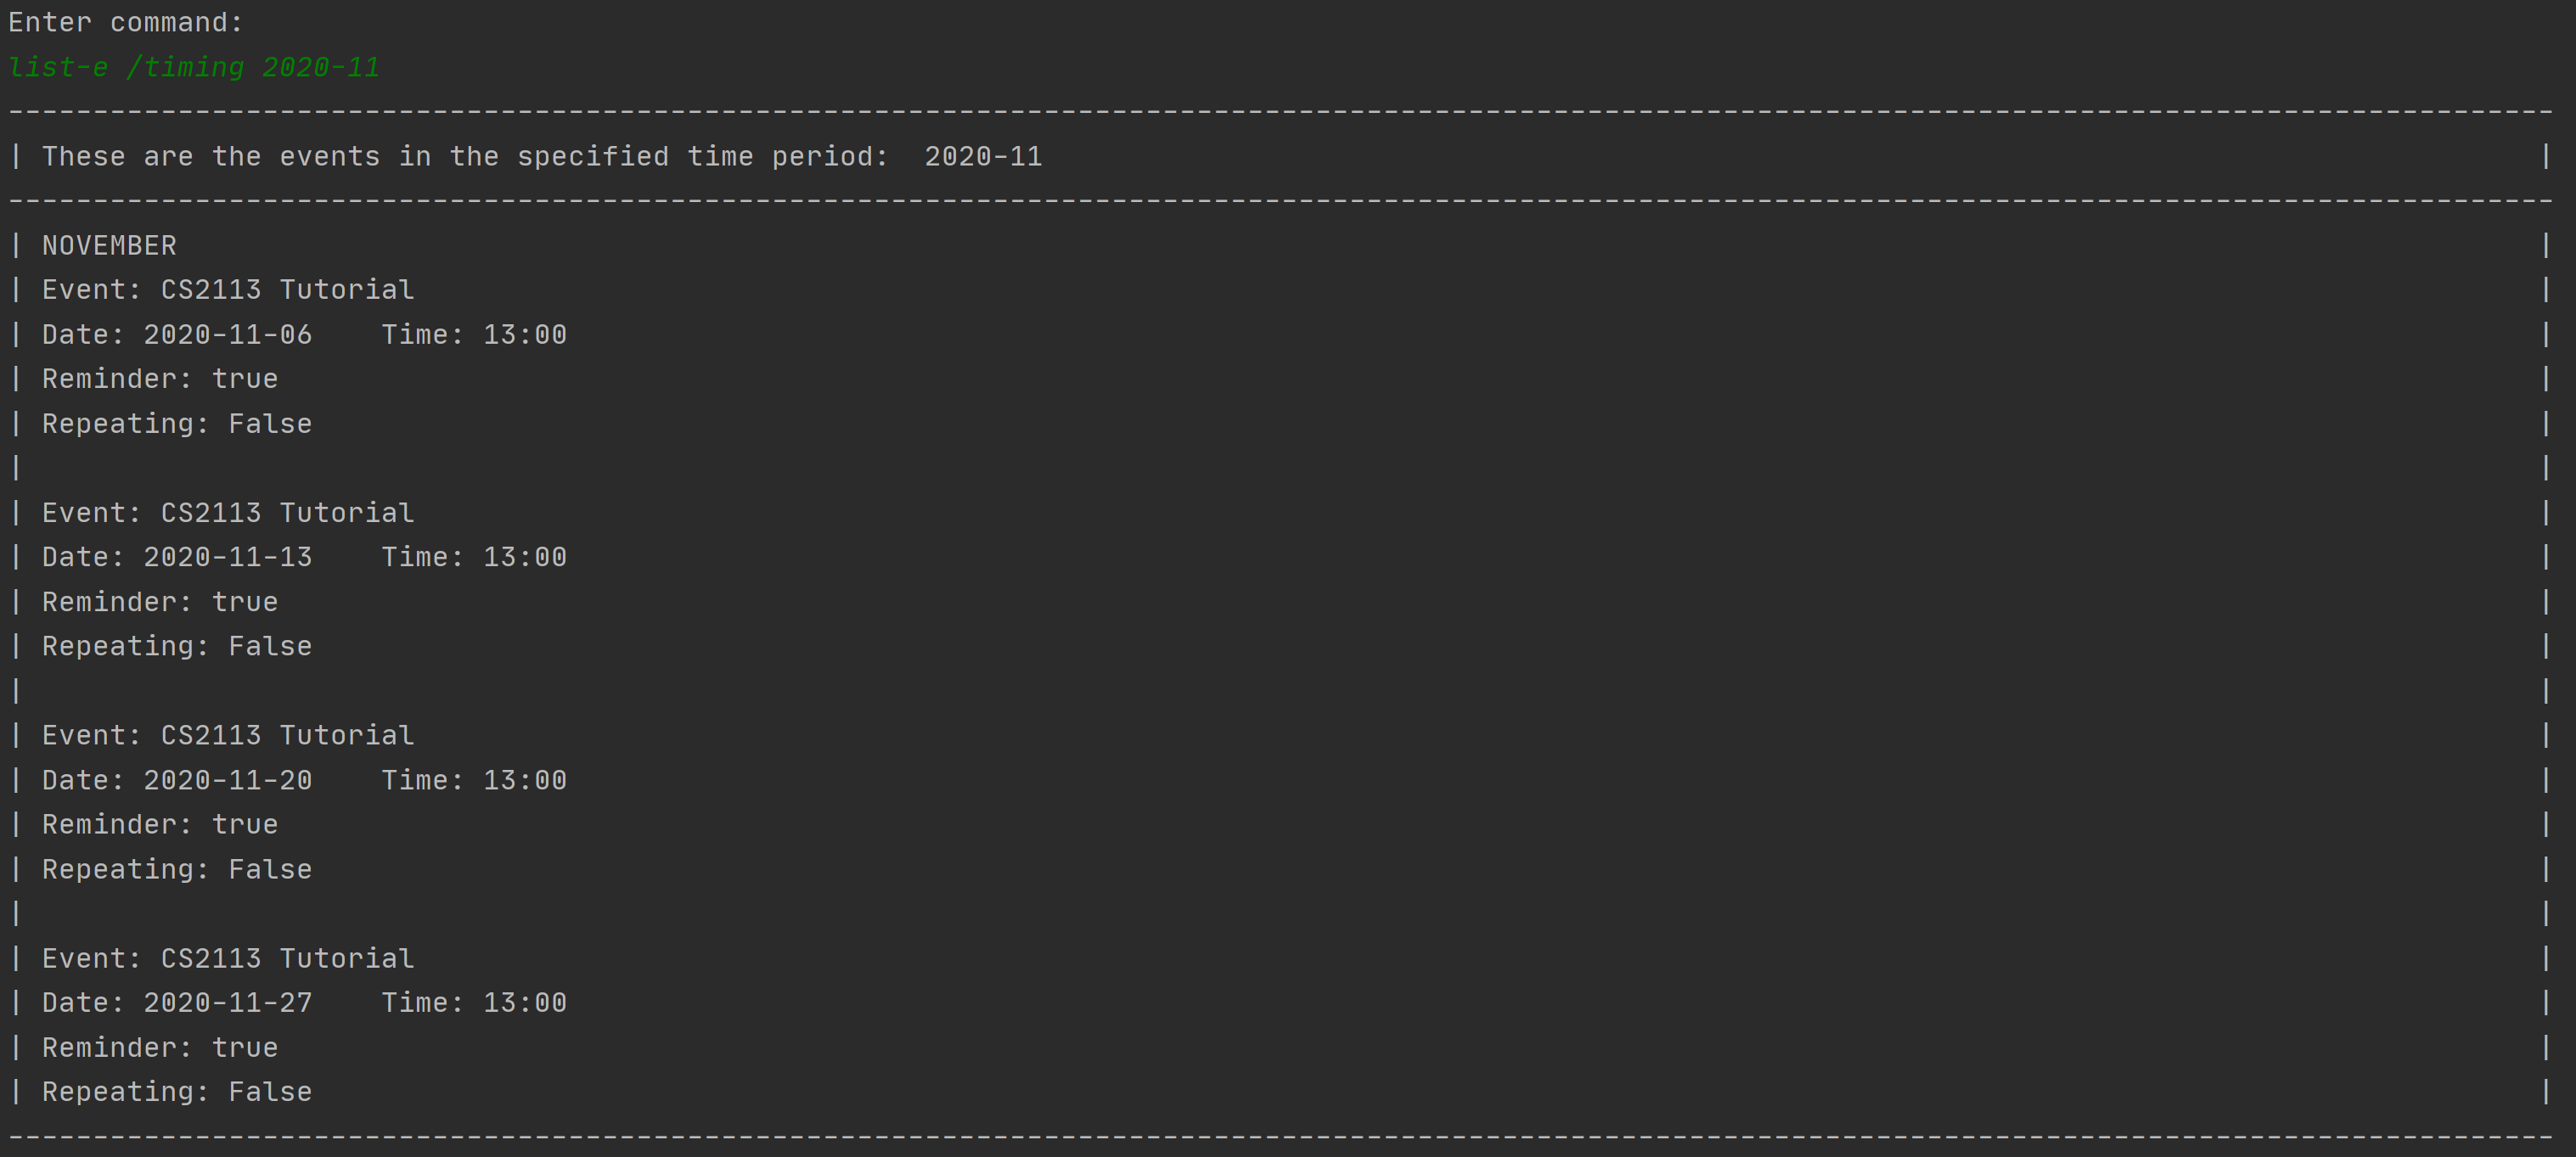 Enter command:
list-e /timing 2020-11
------------------------------------------------------------------------------------------------------------------------------------------------------
| These are the events in the specified time period:  2020-11                                                                                         |
------------------------------------------------------------------------------------------------------------------------------------------------------
| NOVEMBER |
| Event: CS2113 Tutorial |
| Date: 2020-11-06    Time: 13:00 |
| Reminder: true |
| Repeating: False |
| |
| Event: CS2113 Tutorial |
| Date: 2020-11-13    Time: 13:00 |
| Reminder: true |
| Repeating: False |
| |
| Event: CS2113 Tutorial |
| Date: 2020-11-20    Time: 13:00 |
| Reminder: true |
| Repeating: False |
| |
| Event: CS2113 Tutorial |
| Date: 2020-11-27    Time: 13:00 |
| Reminder: true |
| Repeating: False |
------------------------------------------------------------------------------------------------------------------------------------------------------